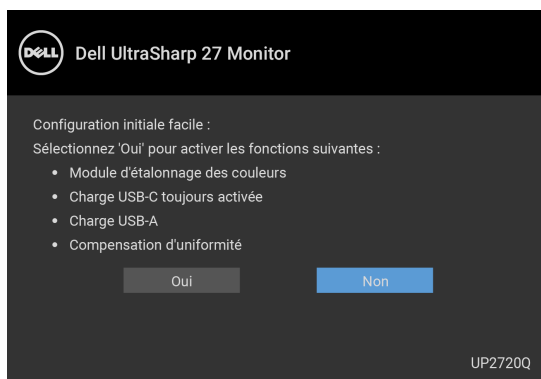 DELL
Dell UltraSharp 27 Monitor
Configuration initiale facile :
Sélectionnez 'Oui' pour activer les fonctions suivantes :
• Module d'étalonnage des couleurs
• Charge USB-C toujours activée
• Charge USB-A
• Compensation d'uniformité
Oui Non
UP2720Q